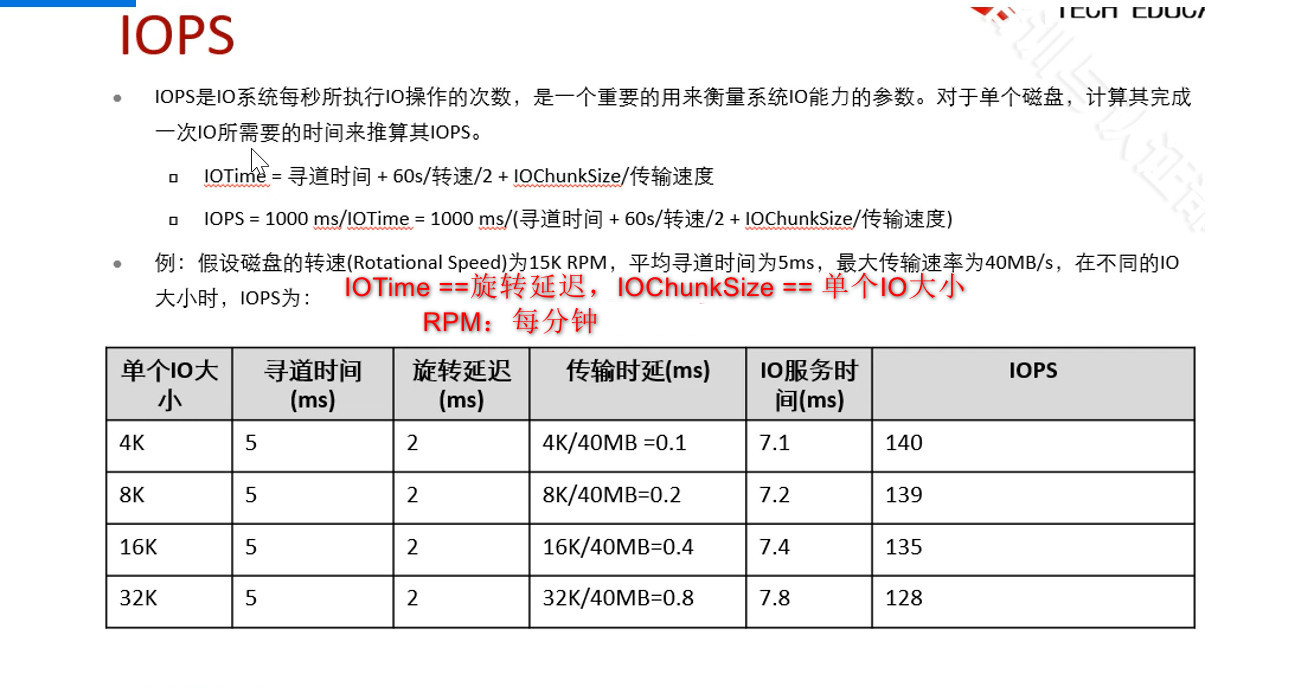 IOPS
IOPS是IO系统每秒所执行IO操作的次数，是一个重要的用来衡量系统IO能力的参数。对于单个磁盘，计算其完成
一次IO所需要的时间来推算其IOPS。
IOTime = 寻道时间 + 60s/转速/2 + IOChunkSize/传输速度
IOPS = 1000 ms/IOTime = 1000 ms/(寻道时间 + 60s/转速/2 + IOChunkSize/传输速度)
例：假设磁盘的转速(Rotational Speed)为15K RPM，平均寻道时间为5ms，最大传输速率为40MB/s，在不同的IO
大小时，IOPS为：
IOTime ==旋转延迟，IOChunkSize == 单个IO大小
RPM：每分钟
单个IO大小 寻道时间(ms) 旋转延迟(ms) 传输时延(ms) IO服务时间(ms) IOPS
4K 5 2 4K/40MB =0.1 7.1 140
8K 5 2 8K/40MB=0.2 7.2 139
16K 5 2 16K/40MB=0.4 7.4 135
32K 5 2 32K/40MB=0.8 7.8 128